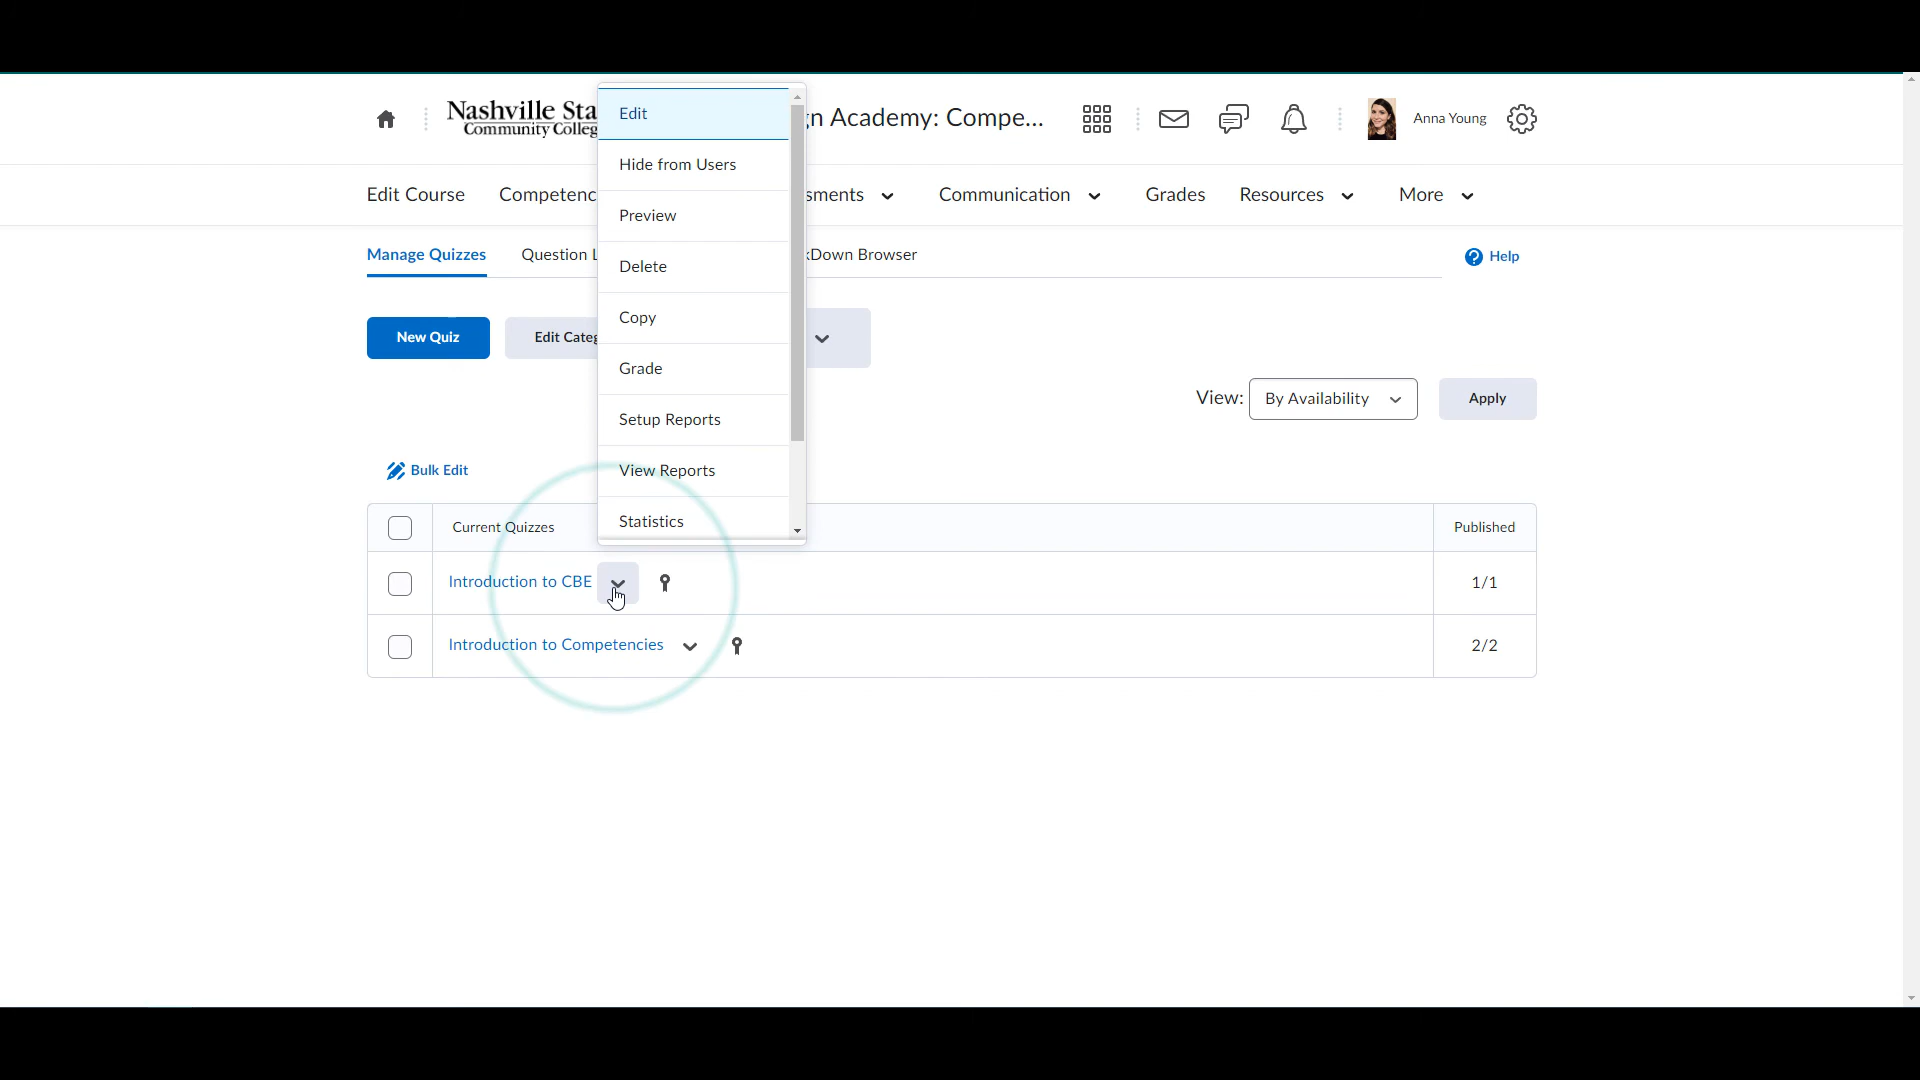 Nashville Sta
Community Colleg
gn Academy: Compe...
Anna Young
Edit Course
Competenc
sments
Communication
Grades
Resources
More
Manage Quizzes
Question L
Down Browser
Help
New Quiz
Edit Categ
View:
By Availability
Apply
Edit
Hide from Users
Preview
Delete
Copy
Grade
Setup Reports
View Reports
Statistics
Bulk Edit
Current Quizzes
Published
Introduction to CBE
1/1
Introduction to Competencies
2/2